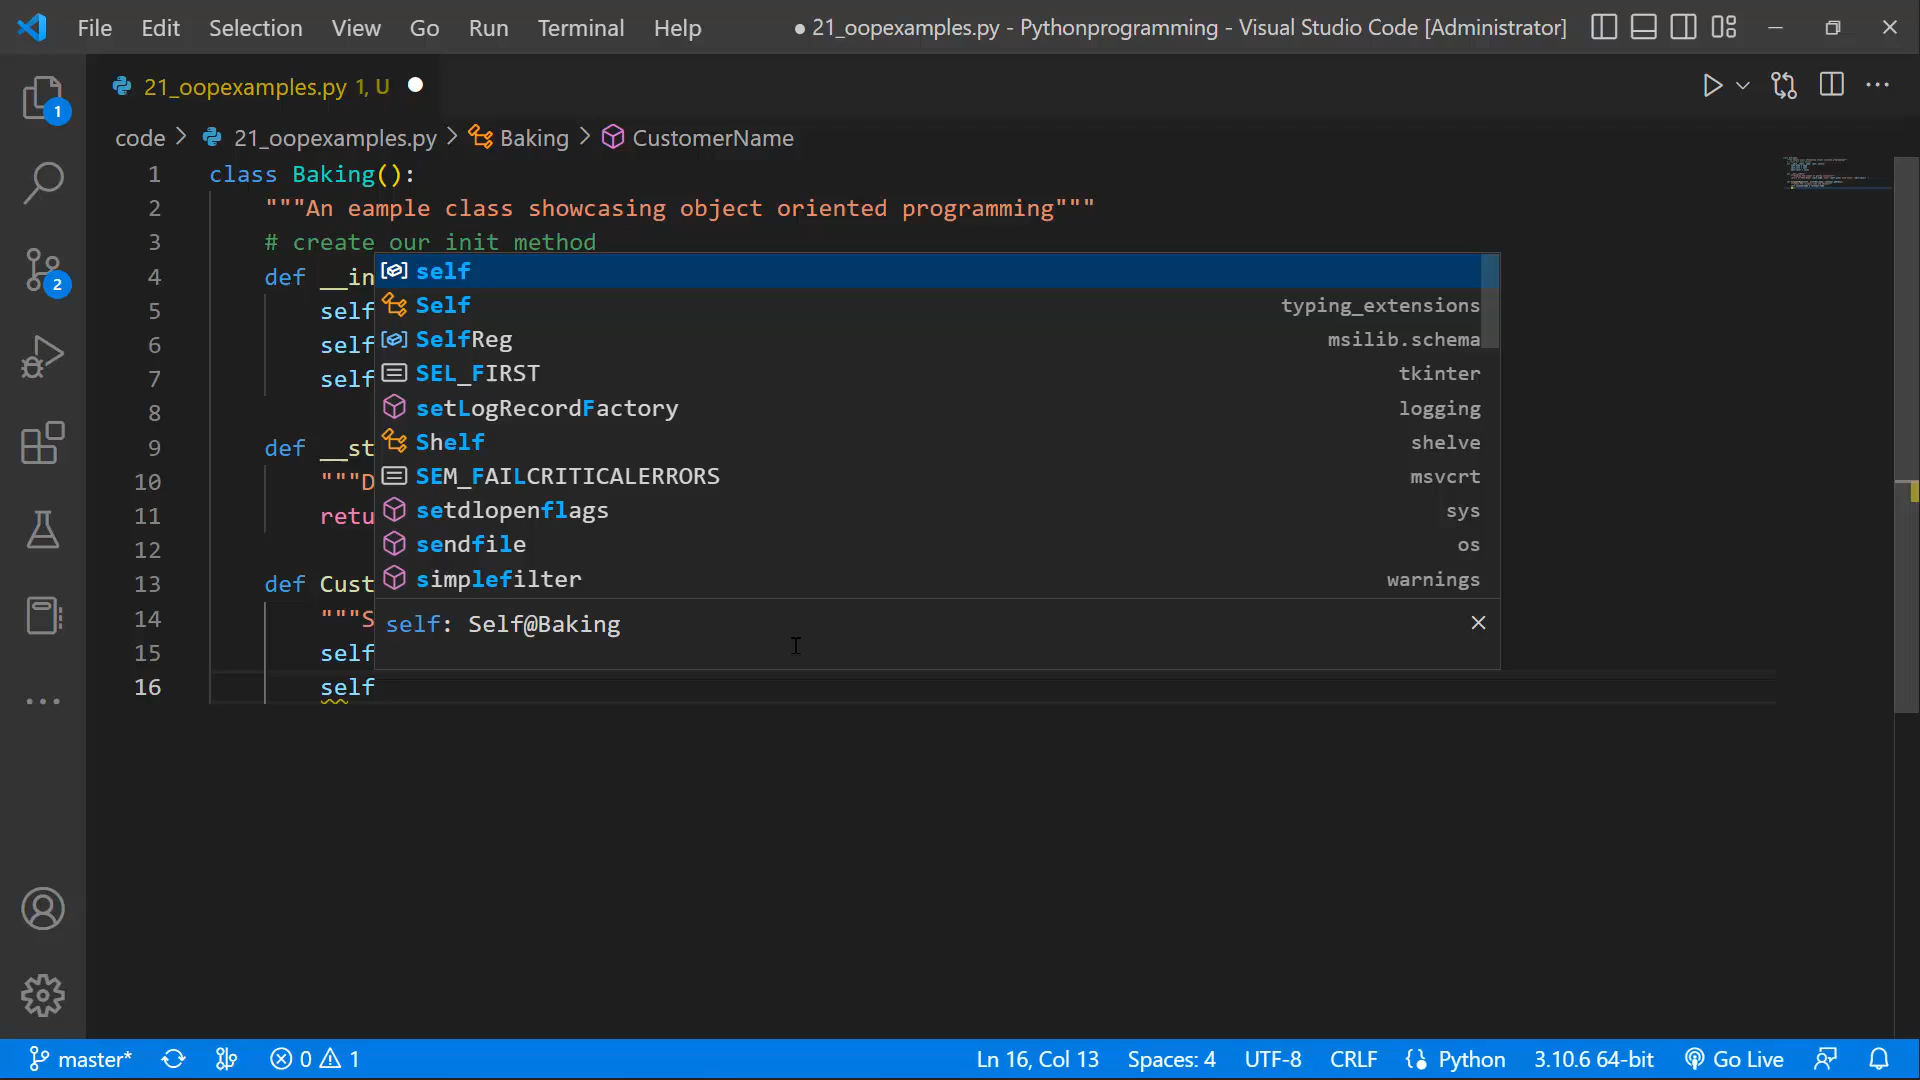 File Edit Selection View Go Run Terminal Help ● 21_oopexamples.py - Pythonprogramming - Visual Studio Code [Administrator]
21_oopexamples.py 1, U
code > 21_oopexamples.py > Baking > CustomerName
1 class Baking():
2 """An eample class showcasing object oriented programming"""
3 # create our init method
4 def __in
5 self
6 self
7 self
8
9 def __st
10 """D
11 retu
12
13 def Cust
14 """S
15 self
16 self
self
Self typing_extensions
SelfReg msilib.schema
SEL_FIRST tkinter
setLogRecordFactory logging
Shelf shelve
SEM_FAILCRITICALERRORS msvcrt
setdlopenflags sys
sendfile os
simplefilter warnings
self: Self@Baking
1
2
master* 0 1 Ln 16, Col 13 Spaces: 4 UTF-8 CRLF Python 3.10.6 64-bit Go Live